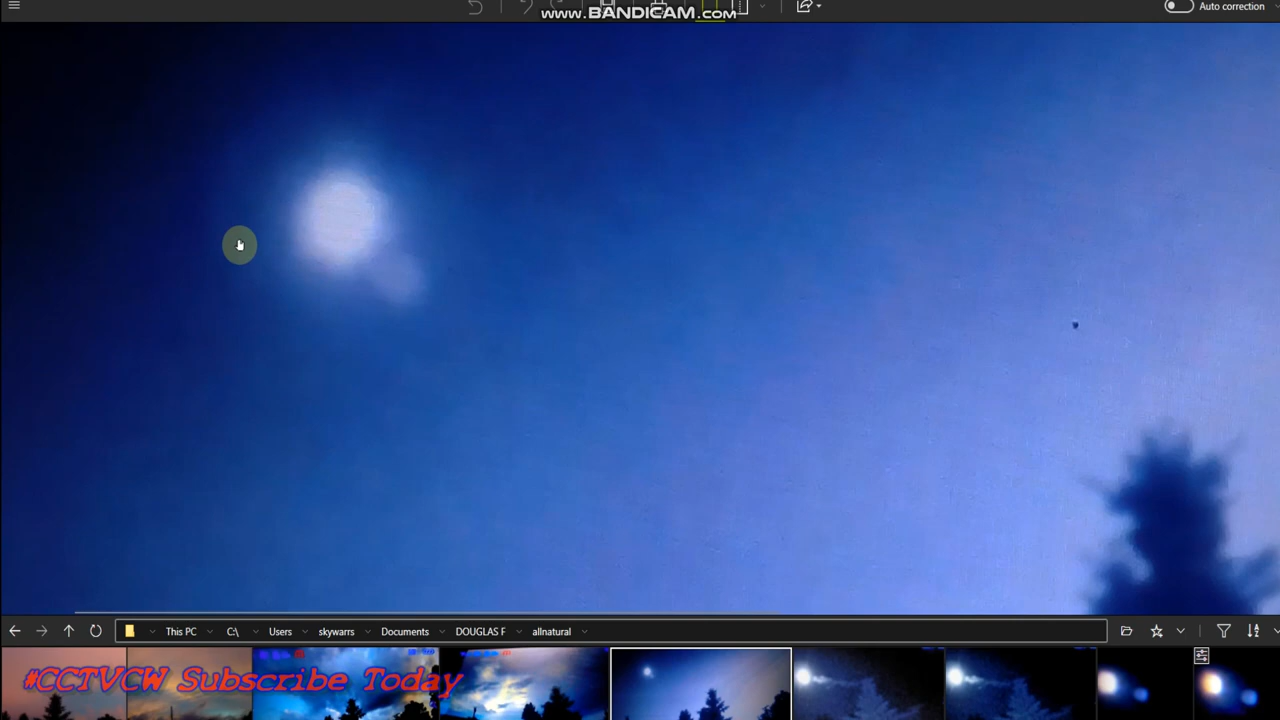 www.BANDICAM.com
Auto correction
This PC C:\ Users skywarrs Documents DOUGLAS F allnatural
#CCTVCW Subscribe Today